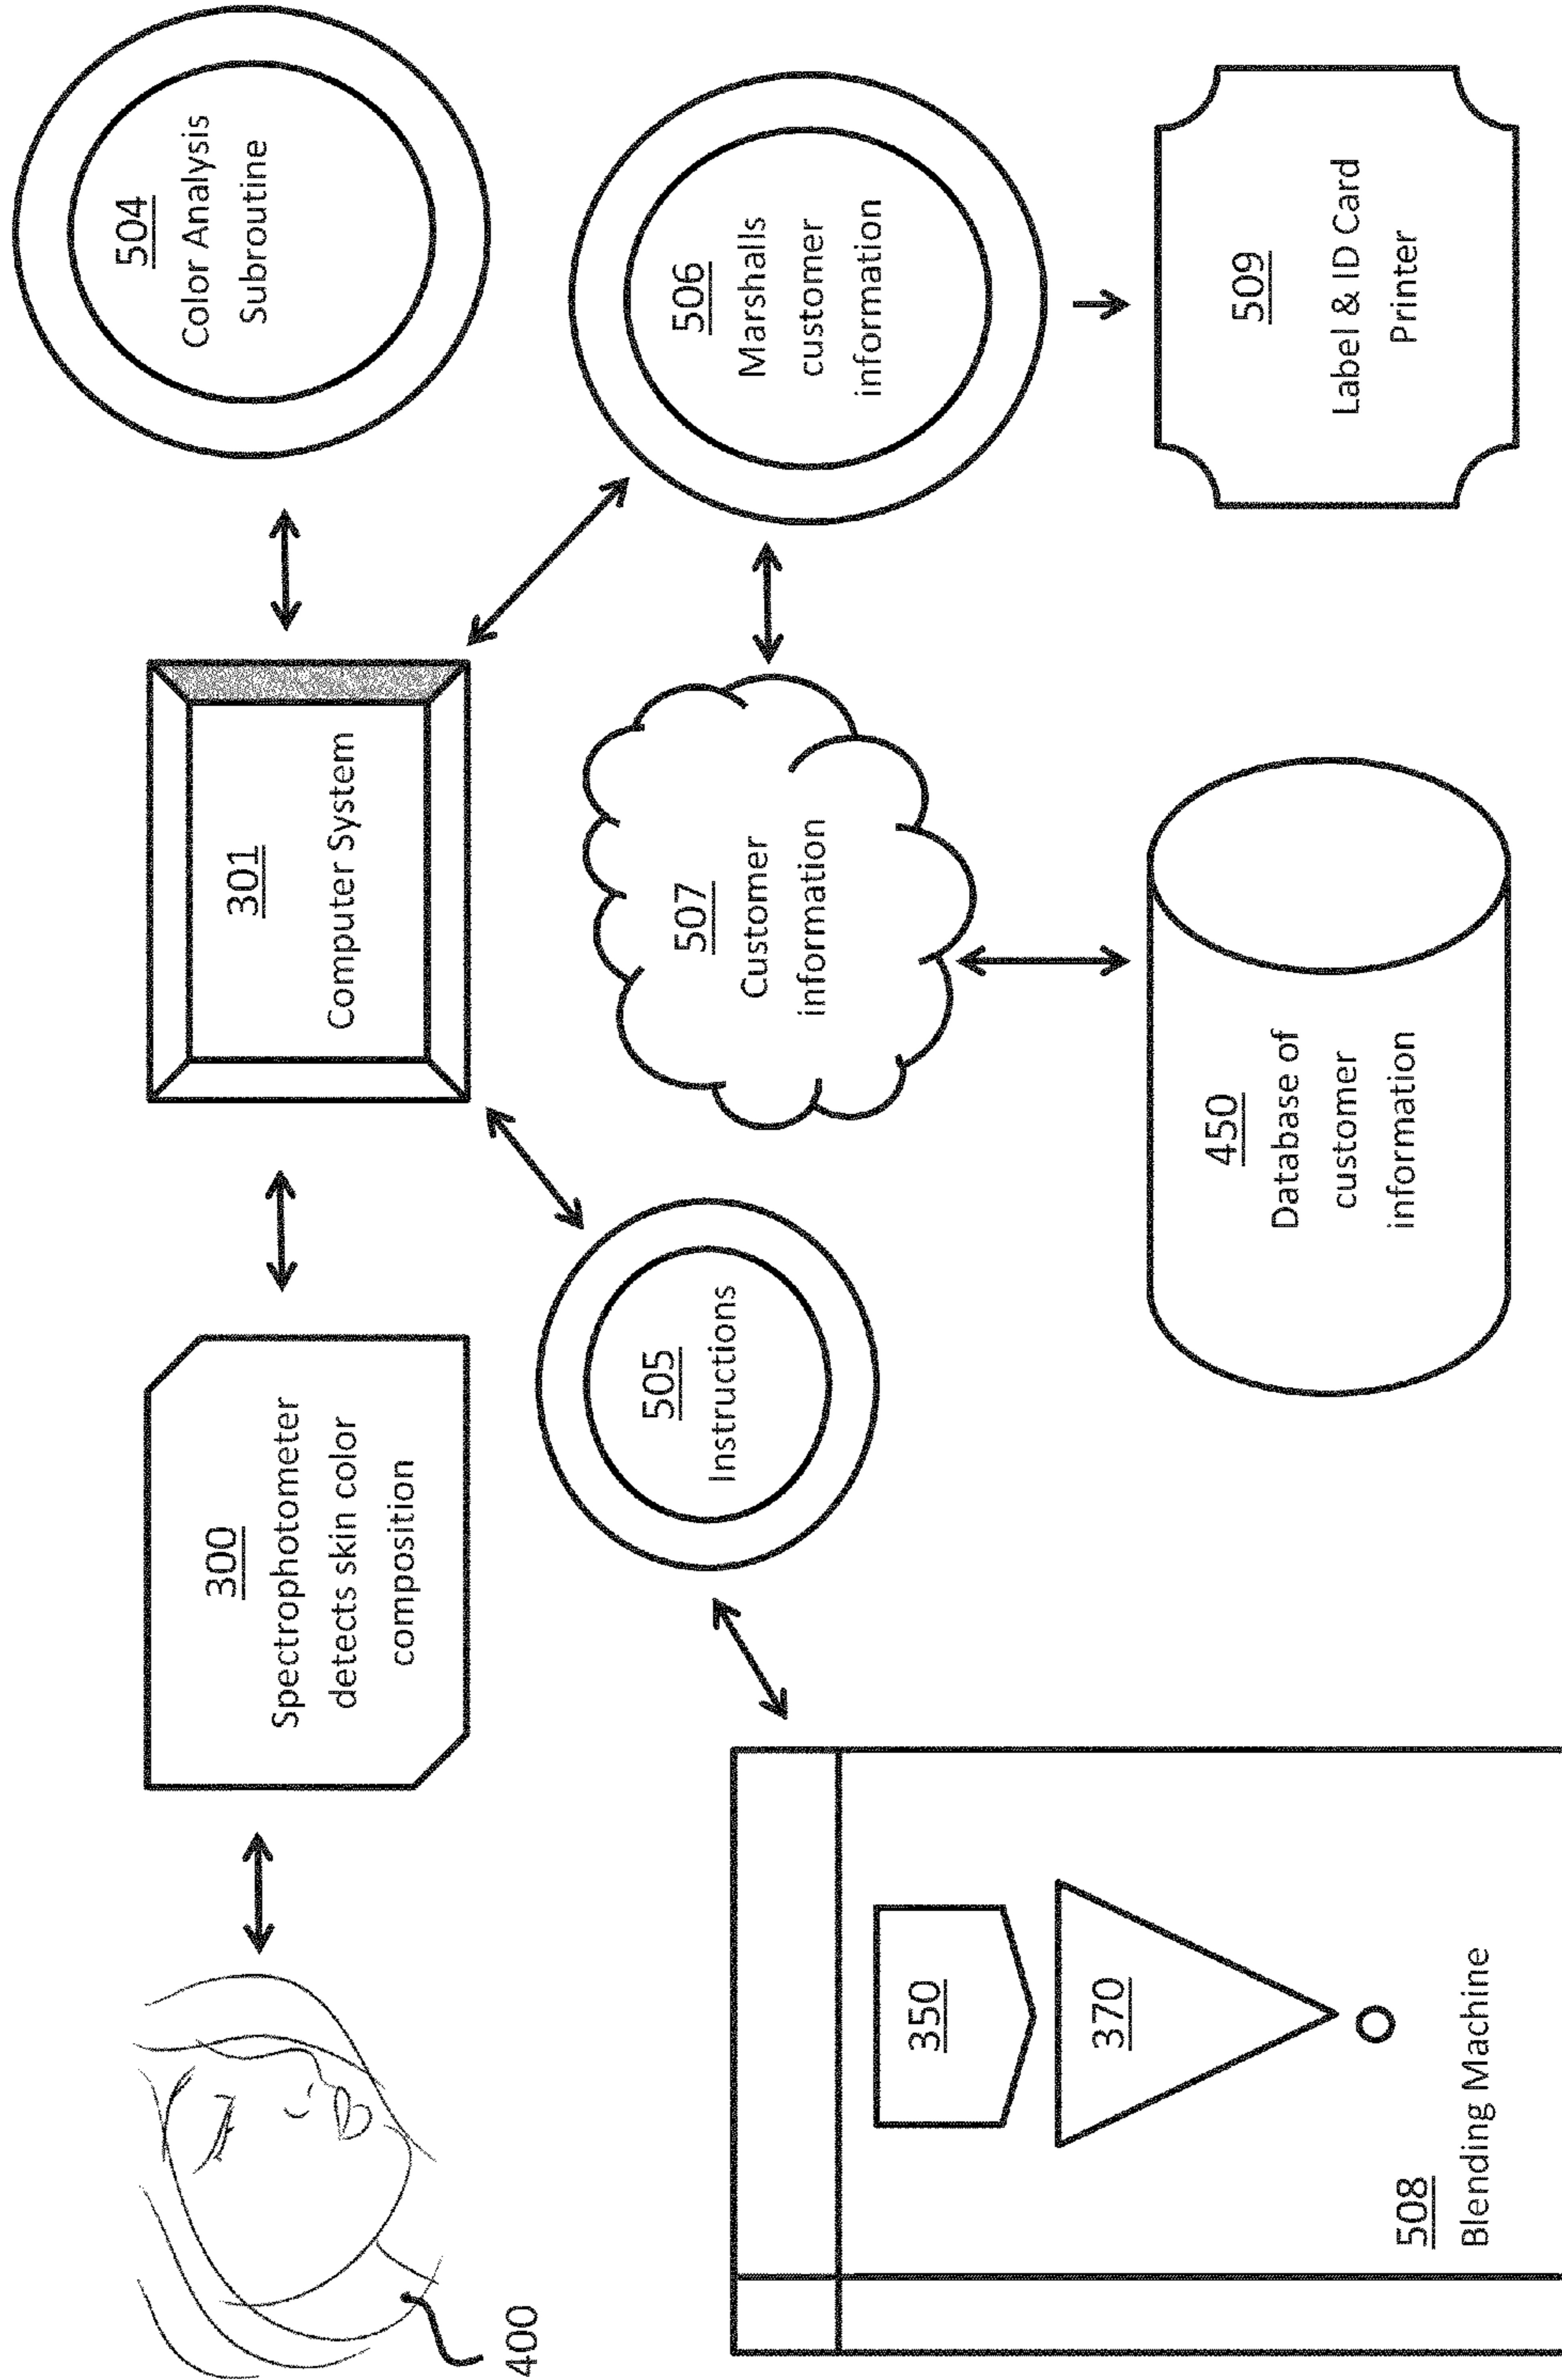 400
300
Spectrophotometer
detects skin color
composition
301
Computer System
504
Color Analysis
Subroutine
505
Instructions
507
Customer
information
506
Marshalls
customer
information
350
370
508
Blending Machine
450
Database of
customer
information
509
Label & ID Card
Printer